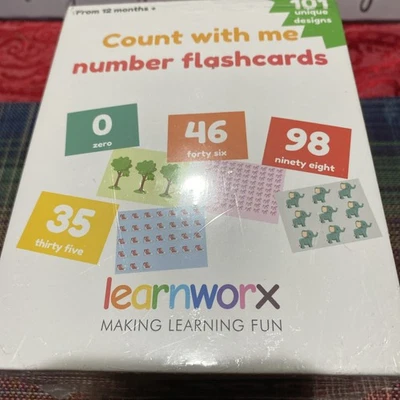 From 12 months +
101
unique
designs
Count with me
number flashcards
0
zero
46
forty six
98
ninety eight
35
thirty five
learnworx
MAKING LEARNING FUN